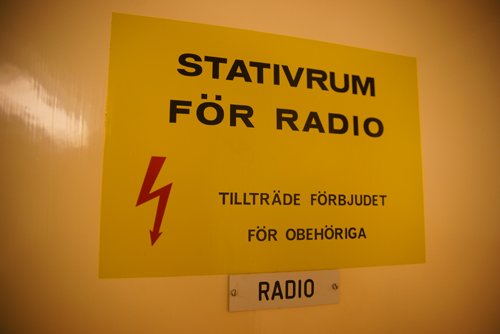 STATIVRUM
FÖR RADIO
TILLTRÄDE FÖRBJUDET
FÖR OBEHÖRIGA
RADIO